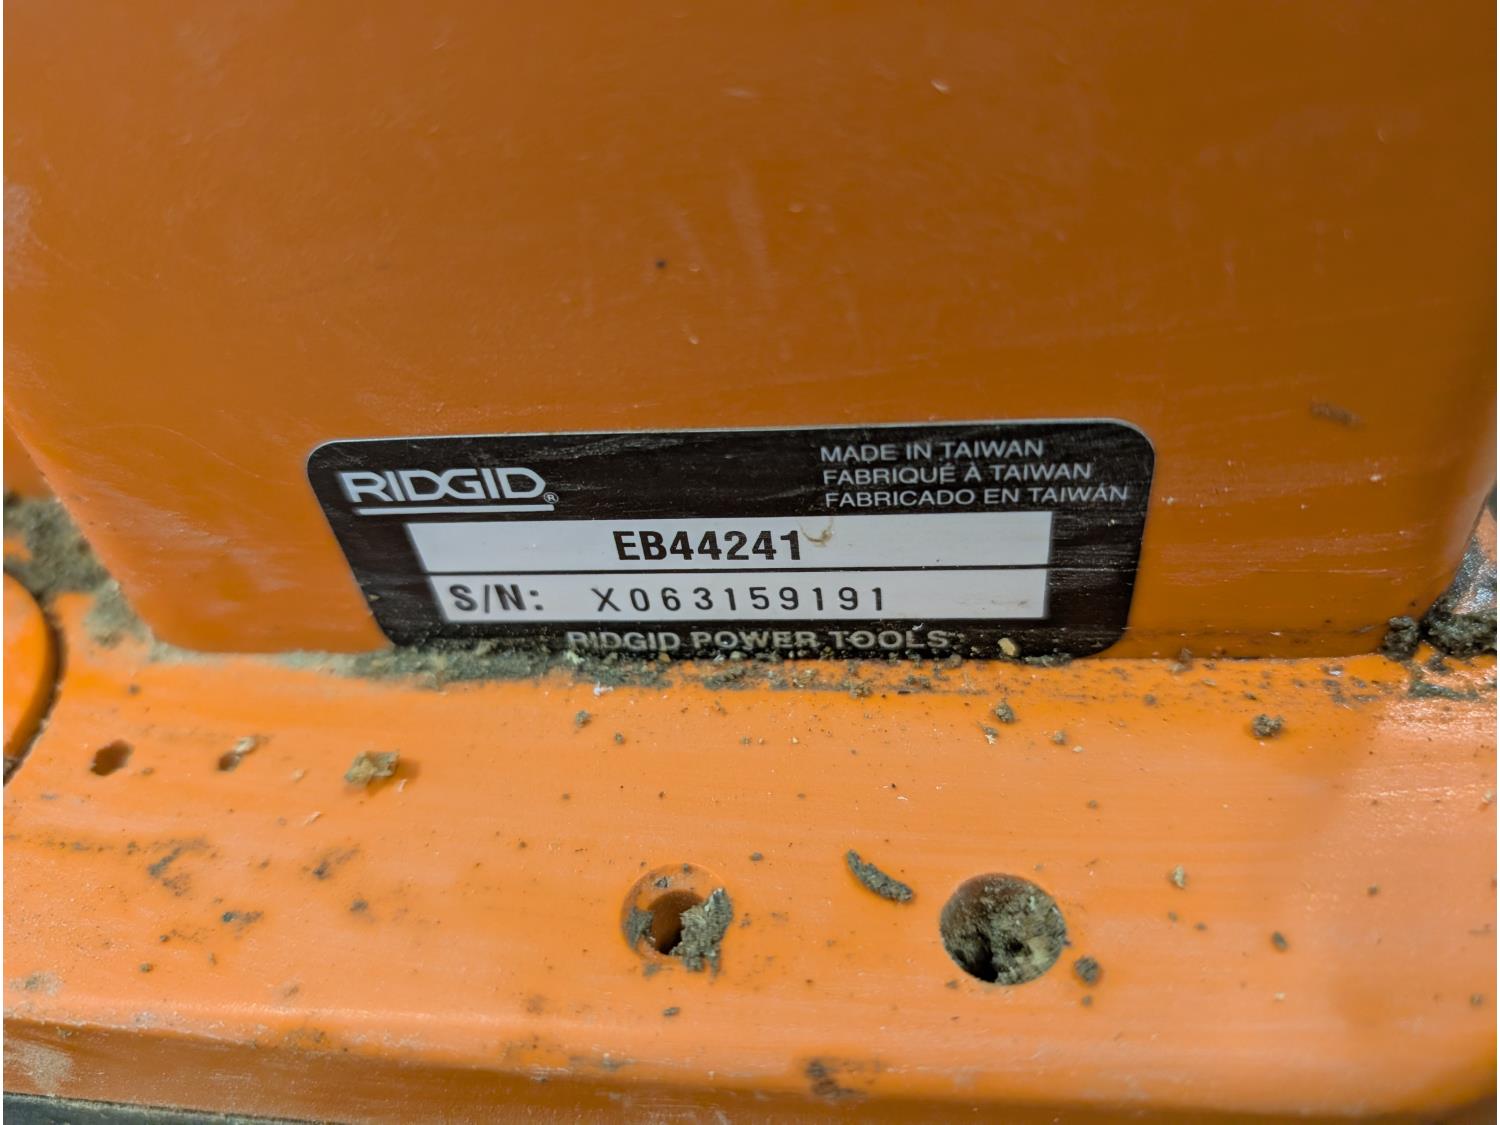 RIDGID®
MADE IN TAIWAN
FABRIQUÉ À TAIWAN
FABRICADO EN TAIWÁN
EB44241
S/N: X063159191
RIDGID POWER TOOLS